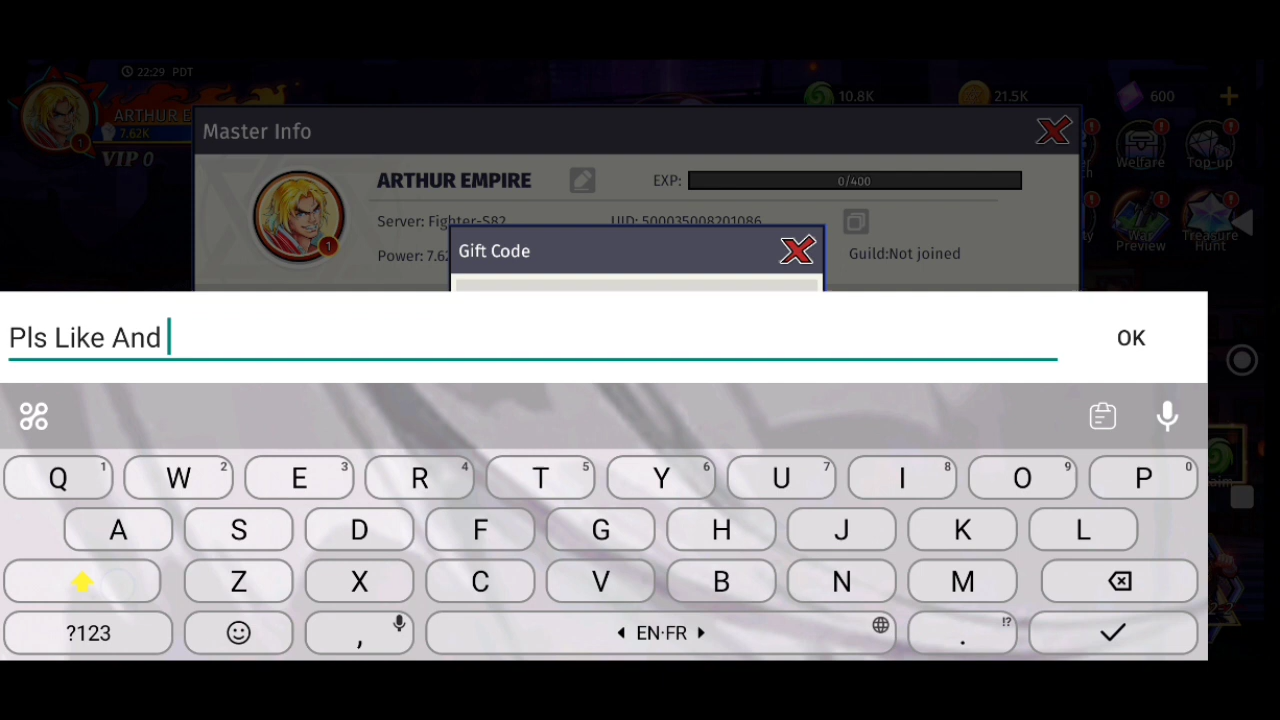 22:29 PDT
10.8K
21.5K
600
ARTHUR E
7.62K
1
VIP 0
Master Info
Welfare
Top-up
ARTHUR EMPIRE
EXP:
0/400
Server: Fighter-S82
UID: 500035008201086
1
Power: 7.62
Gift Code
Guild:Not joined
War Preview
Treasure Hunt
Pls Like And
OK
Q 1 W 2 E 3 R 4 T 5 Y 6 U 7 I 8 O 9 P 0
A S D F G H J K L
Z X C V B N M
?123 , EN·FR . !?